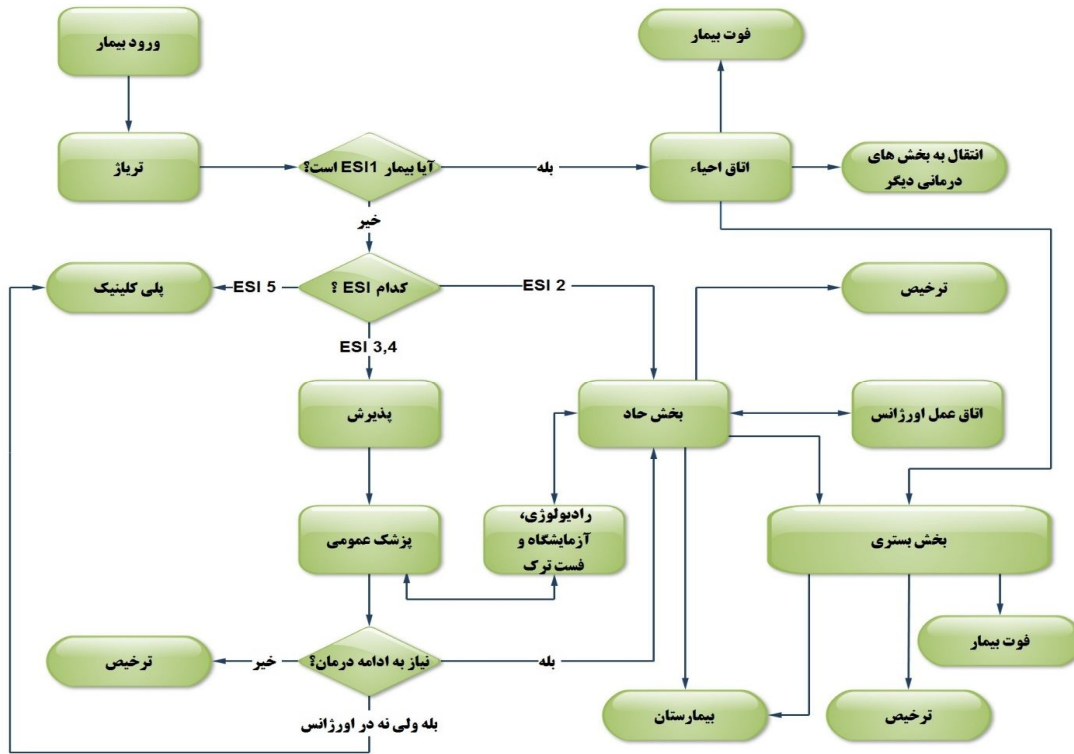 ورود بیمار
فوت بیمار
تریاژ
آیا بیمار ESI1 است؟
بله
اتاق احیاء
انتقال به بخش های
درمانی دیگر
خیر
پلی کلینیک
ESI 5
کدام ESI ؟
ESI 2
ترخیص
ESI 3,4
پذیرش
بخش حاد
اتاق عمل اورژانس
پزشک عمومی
رادیولوژی،
آزمایشگاه و
فست ترک
بخش بستری
فوت بیمار
ترخیص
خیر
نیاز به ادامه درمان؟
بله
بله ولی نه در اورژانس
بیمارستان
ترخیص